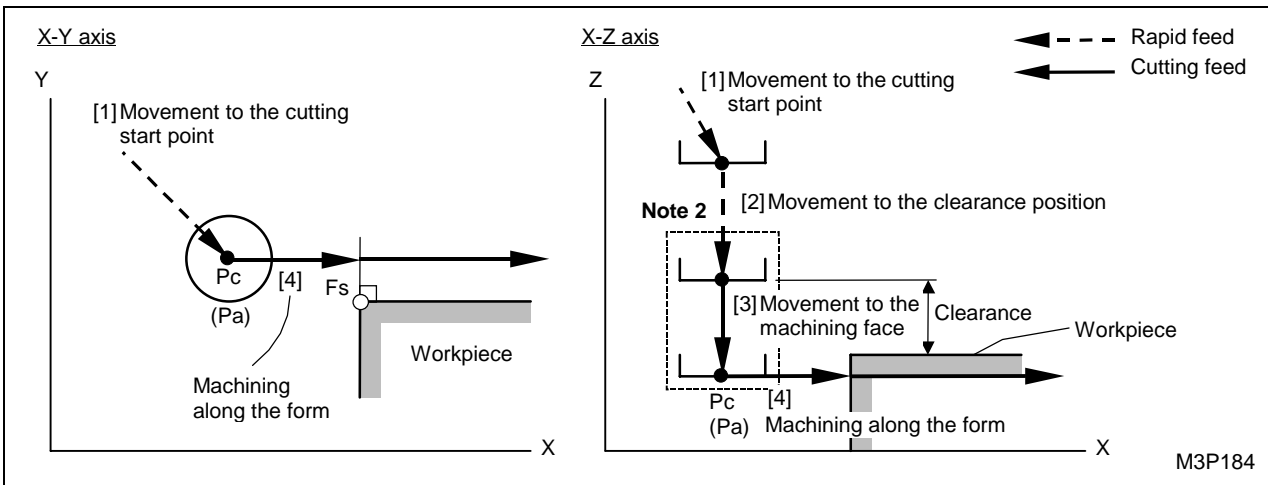 X-Y axis
Y
[1] Movement to the cutting
start point
Pc
(Pa)
[4]
Fs
Workpiece
Machining
along the form
X
X-Z axis
Z
[1] Movement to the cutting
start point
[2] Movement to the clearance position
Note 2
[3] Movement to the
machining face
Clearance
Workpiece
Pc
(Pa)
[4]
Machining along the form
X
Rapid feed
Cutting feed
M3P184